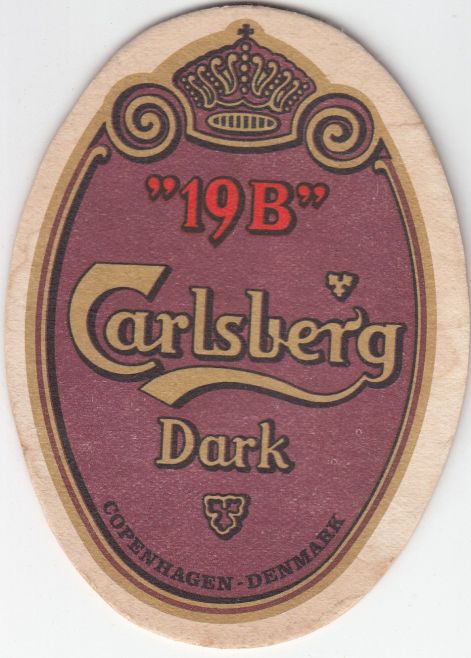 ”19 B”
Carlsberg
Dark
COPENHAGEN - DENMARK